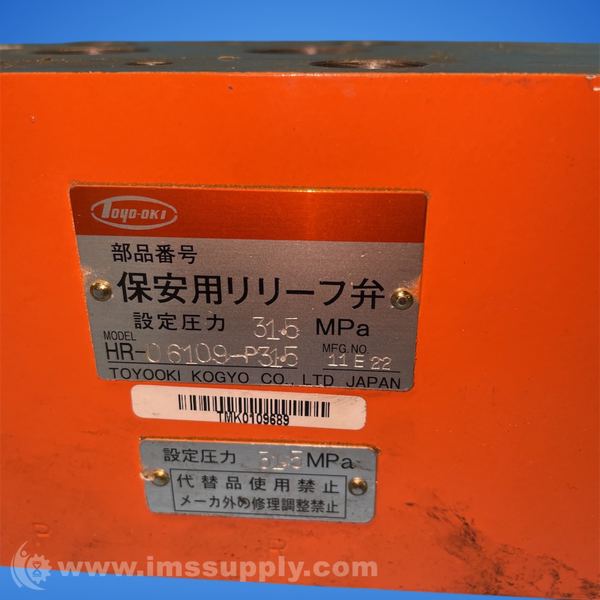 TOYO-OKI
部品番号
保安用リリーフ弁
設定圧力 31.5 MPa
MODEL HR-06109-P315 MFG.NO. 11E22
TOYOOKI KOGYO CO., LTD JAPAN
TMK0109689
設定圧力 31.5 MPa
代替品使用禁止
メーカ外の修理調整禁止
P P
www.imssupply.com